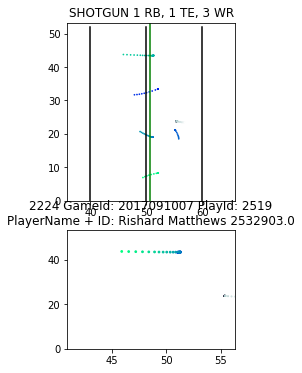 SHOTGUN 1 RB, 1 TE, 3 WR
50
40
30
20
10
0
40 50 60
2224 GameId: 2017091007 PlayId: 2519
PlayerName + ID: Rishard Matthews 2532903.0
40
20
0
45 50 55